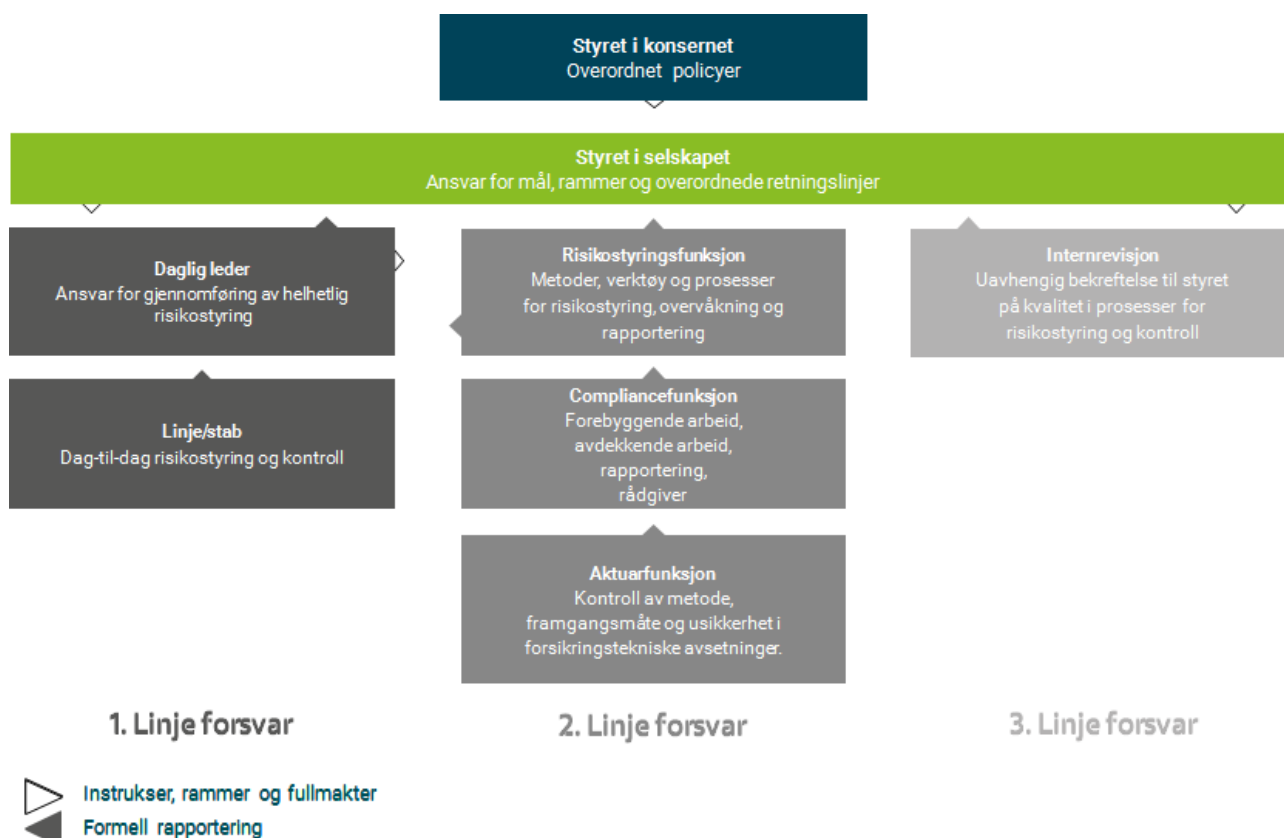 Styret i konsernet
Overordnet policyer
Styret i selskapet
Ansvar for mål, rammer og overordnede retningslinjer
Daglig leder
Ansvar for gjennomføring av helhetlig
risikostyring
Linje/stab
Dag-til-dag risikostyring og kontroll
Risikostyringsfunksjon
Metoder, verktøy og prosesser
for risikostyring, overvåkning og
rapportering
Compliancefunksjon
Forebyggende arbeid,
avdekkende arbeid,
rapportering,
rådgiver
Aktuarfunksjon
Kontroll av metode,
framgangsmåte og usikkerhet i
forsikringstekniske avsetninger.
Internrevisjon
Uavhengig bekreftelse til styret
på kvalitet i prosesser for
risikostyring og kontroll
1. Linje forsvar
2. Linje forsvar
3. Linje forsvar
Instrukser, rammer og fullmakter
Formell rapportering